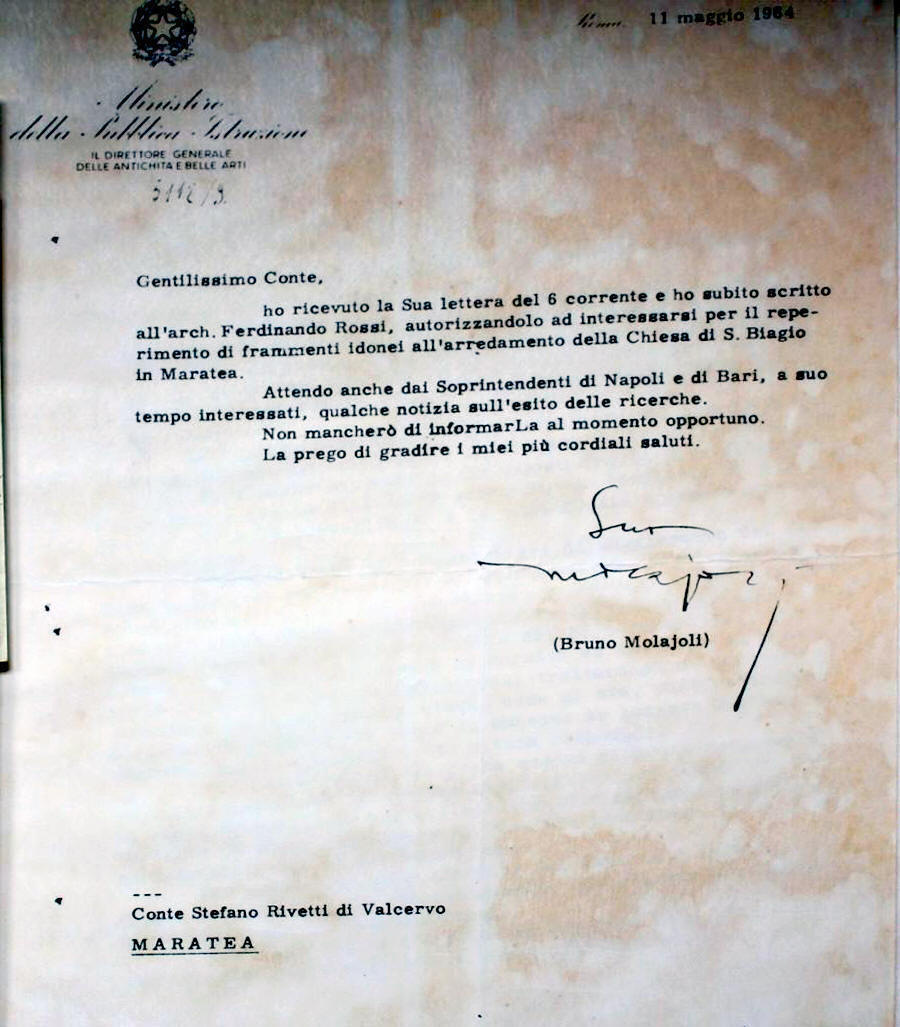 Roma, 11 maggio 1964
Ministero
della Pubblica Istruzione
IL DIRETTORE GENERALE
DELLE ANTICHITA E BELLE ARTI
Gentilissimo Conte,
ho ricevuto la Sua lettera del 6 corrente e ho subito scritto
all'arch. Ferdinando Rossi, autorizzandolo ad interessarsi per il repe-
rimento di frammenti idonei all'arredamento della Chiesa di S. Biagio
in Maratea.
Attendo anche dai Soprintendenti di Napoli e di Bari, a suo
tempo interessati, qualche notizia sull'esito delle ricerche.
Non mancherò di informarLa al momento opportuno.
La prego di gradire i miei più cordiali saluti.
Suo
Molajoli
(Bruno Molajoli)
---
Conte Stefano Rivetti di Valcervo
MARATEA